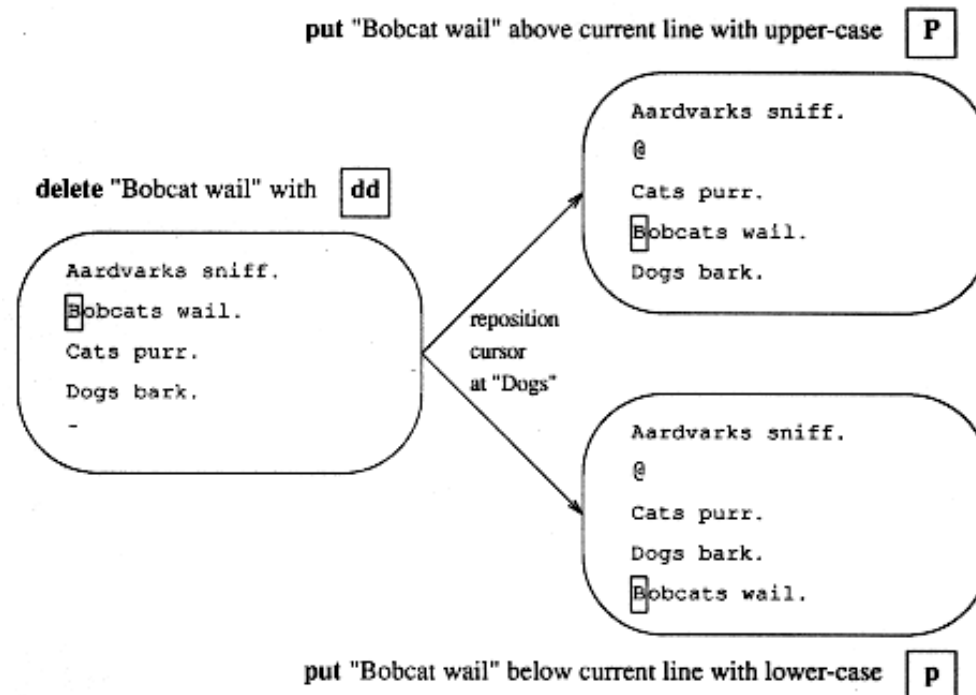 put "Bobcat wail" above current line with upper-case P
Aardvarks sniff.
@
Cats purr.
Bobcats wail.
Dogs bark.
delete "Bobcat wail" with dd
Aardvarks sniff.
Bobcats wail.
Cats purr.
Dogs bark.
-
reposition
cursor
at "Dogs"
Aardvarks sniff.
@
Cats purr.
Dogs bark.
Bobcats wail.
put "Bobcat wail" below current line with lower-case p